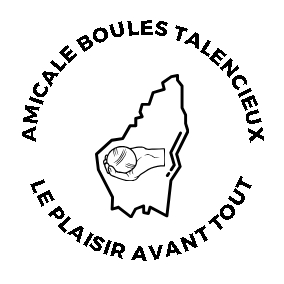 AMICALE BOULES TALENCIEUX
LE PLAISIR AVANT TOUT